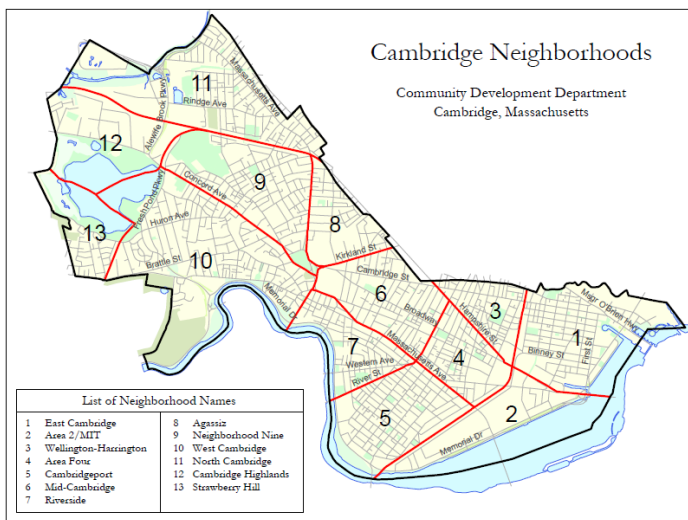 Cambridge Neighborhoods
Community Development Department
Cambridge, Massachusetts
11
Massachusetts Ave
Rindge Ave
Alewife Brook Pkwy
12
9
Concord Ave
8
Fresh Pond Pkwy
Huron Ave
13
Kirkland St
Brattle St
10
Cambridge St
6
Memorial Dr
Broadway
Hampshire St
3
Msgr O'Brien Hwy
1
First St
7
Massachusetts Ave
4
Binney St
Western Ave
River St
5
2
Memorial Dr
List of Neighborhood Names
1 East Cambridge
2 Area 2/MIT
3 Wellington-Harrington
4 Area Four
5 Cambridgeport
6 Mid-Cambridge
7 Riverside
8 Agassiz
9 Neighborhood Nine
10 West Cambridge
11 North Cambridge
12 Cambridge Highlands
13 Strawberry Hill